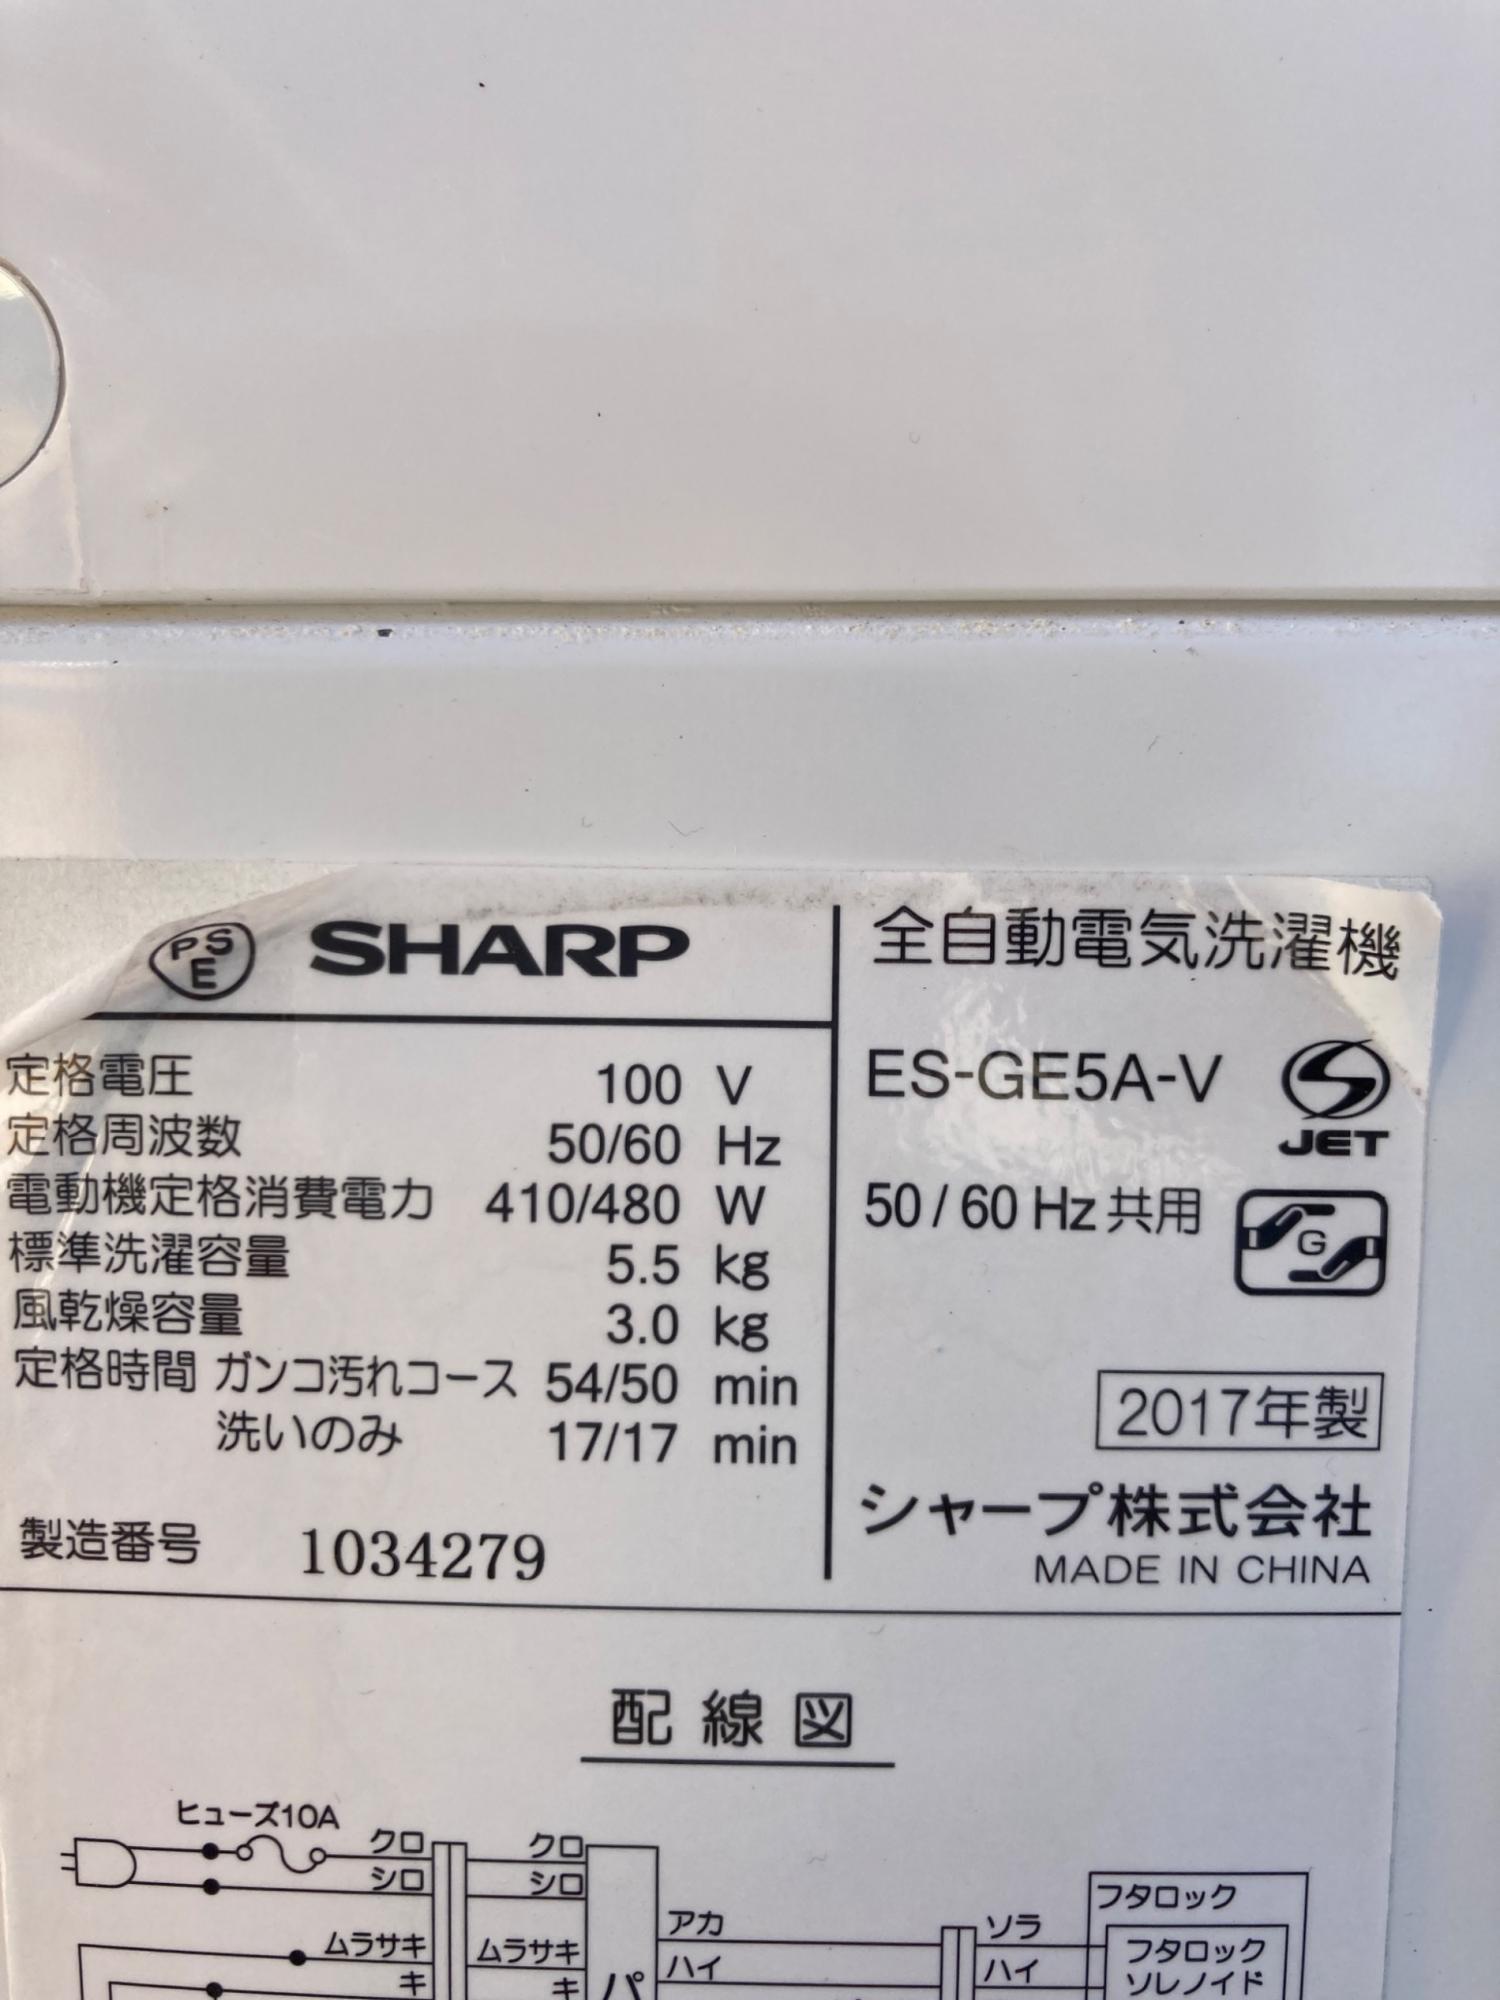 PSE SHARP
定格電圧 100 V
定格周波数 50/60 Hz
電動機定格消費電力 410/480 W
標準洗濯容量 5.5 kg
風乾燥容量 3.0 kg
定格時間 ガンコ汚れコース 54/50 min
洗いのみ 17/17 min
製造番号 1034279
全自動電気洗濯機
ES-GE5A-V
JET
50/60 Hz共用
G
2017年製
シャープ株式会社
MADE IN CHINA
配線図
ヒューズ10A
クロ クロ
シロ シロ
フタロック
アカ ソラ
ムラサキ ムラサキ
フタロック
ハイ ハイ
キ キ
ソレノイド
パ